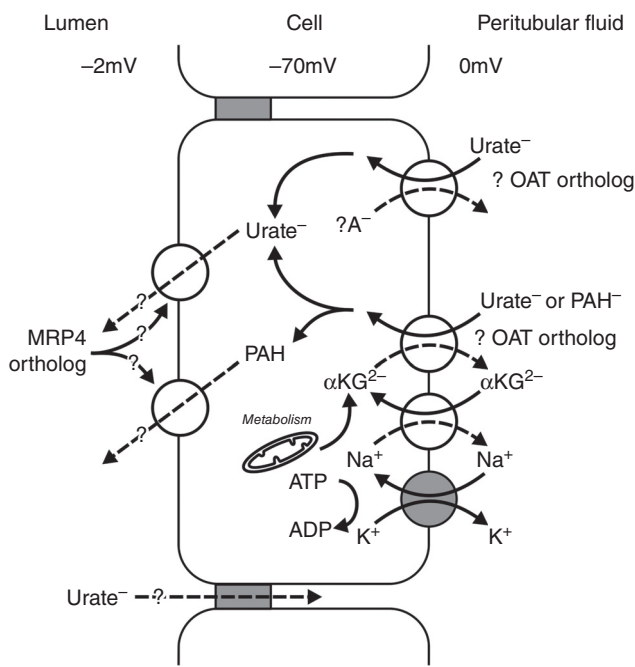 Lumen Cell Peritubular fluid
–2mV –70mV 0mV
Urate⁻
? OAT ortholog
?A⁻
Urate⁻
?
MRP4
ortholog
?
?
?
PAH
Urate⁻ or PAH⁻
? OAT ortholog
αKG²⁻
αKG²⁻
Metabolism
Na⁺
Na⁺
ATP
ADP
K⁺
K⁺
Urate⁻ ?